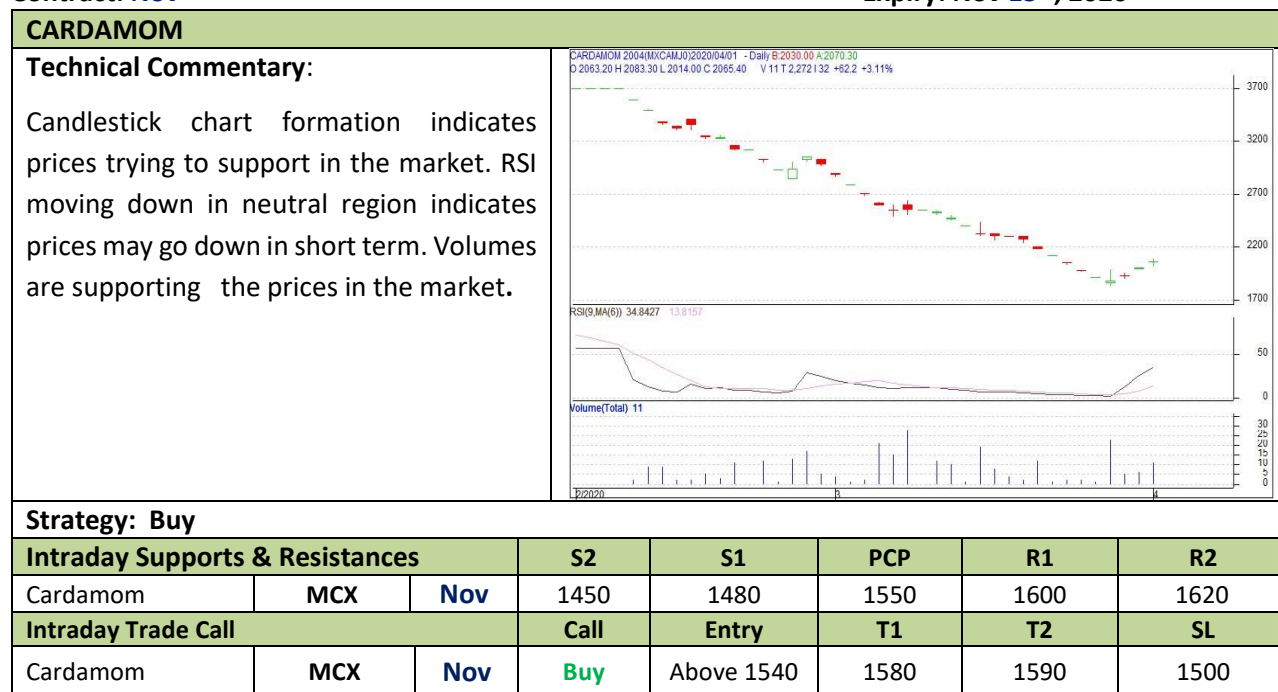 CARDAMOM
Technical Commentary:
Candlestick chart formation indicates
prices trying to support in the market. RSI
moving down in neutral region indicates
prices may go down in short term. Volumes
are supporting the prices in the market.
CARDAMOM 2004(MXCAMJ0)2020/04/01 - Daily B:2030.00 A:2070.30
O 2063.20 H 2083.30 L 2014.00 C 2065.40 V 11 T 2,272 I 32 +62.2 +3.11%
3700
3200
2700
2200
1700
RSI(9,MA(6)) 34.8427 13.8157
50
0
Volume(Total) 11
30
25
20
15
10
5
0
2/2020 3 4
Strategy: Buy
Intraday Supports & Resistances S2 S1 PCP R1 R2
Cardamom MCX Nov 1450 1480 1550 1600 1620
Intraday Trade Call Call Entry T1 T2 SL
Cardamom MCX Nov Buy Above 1540 1580 1590 1500